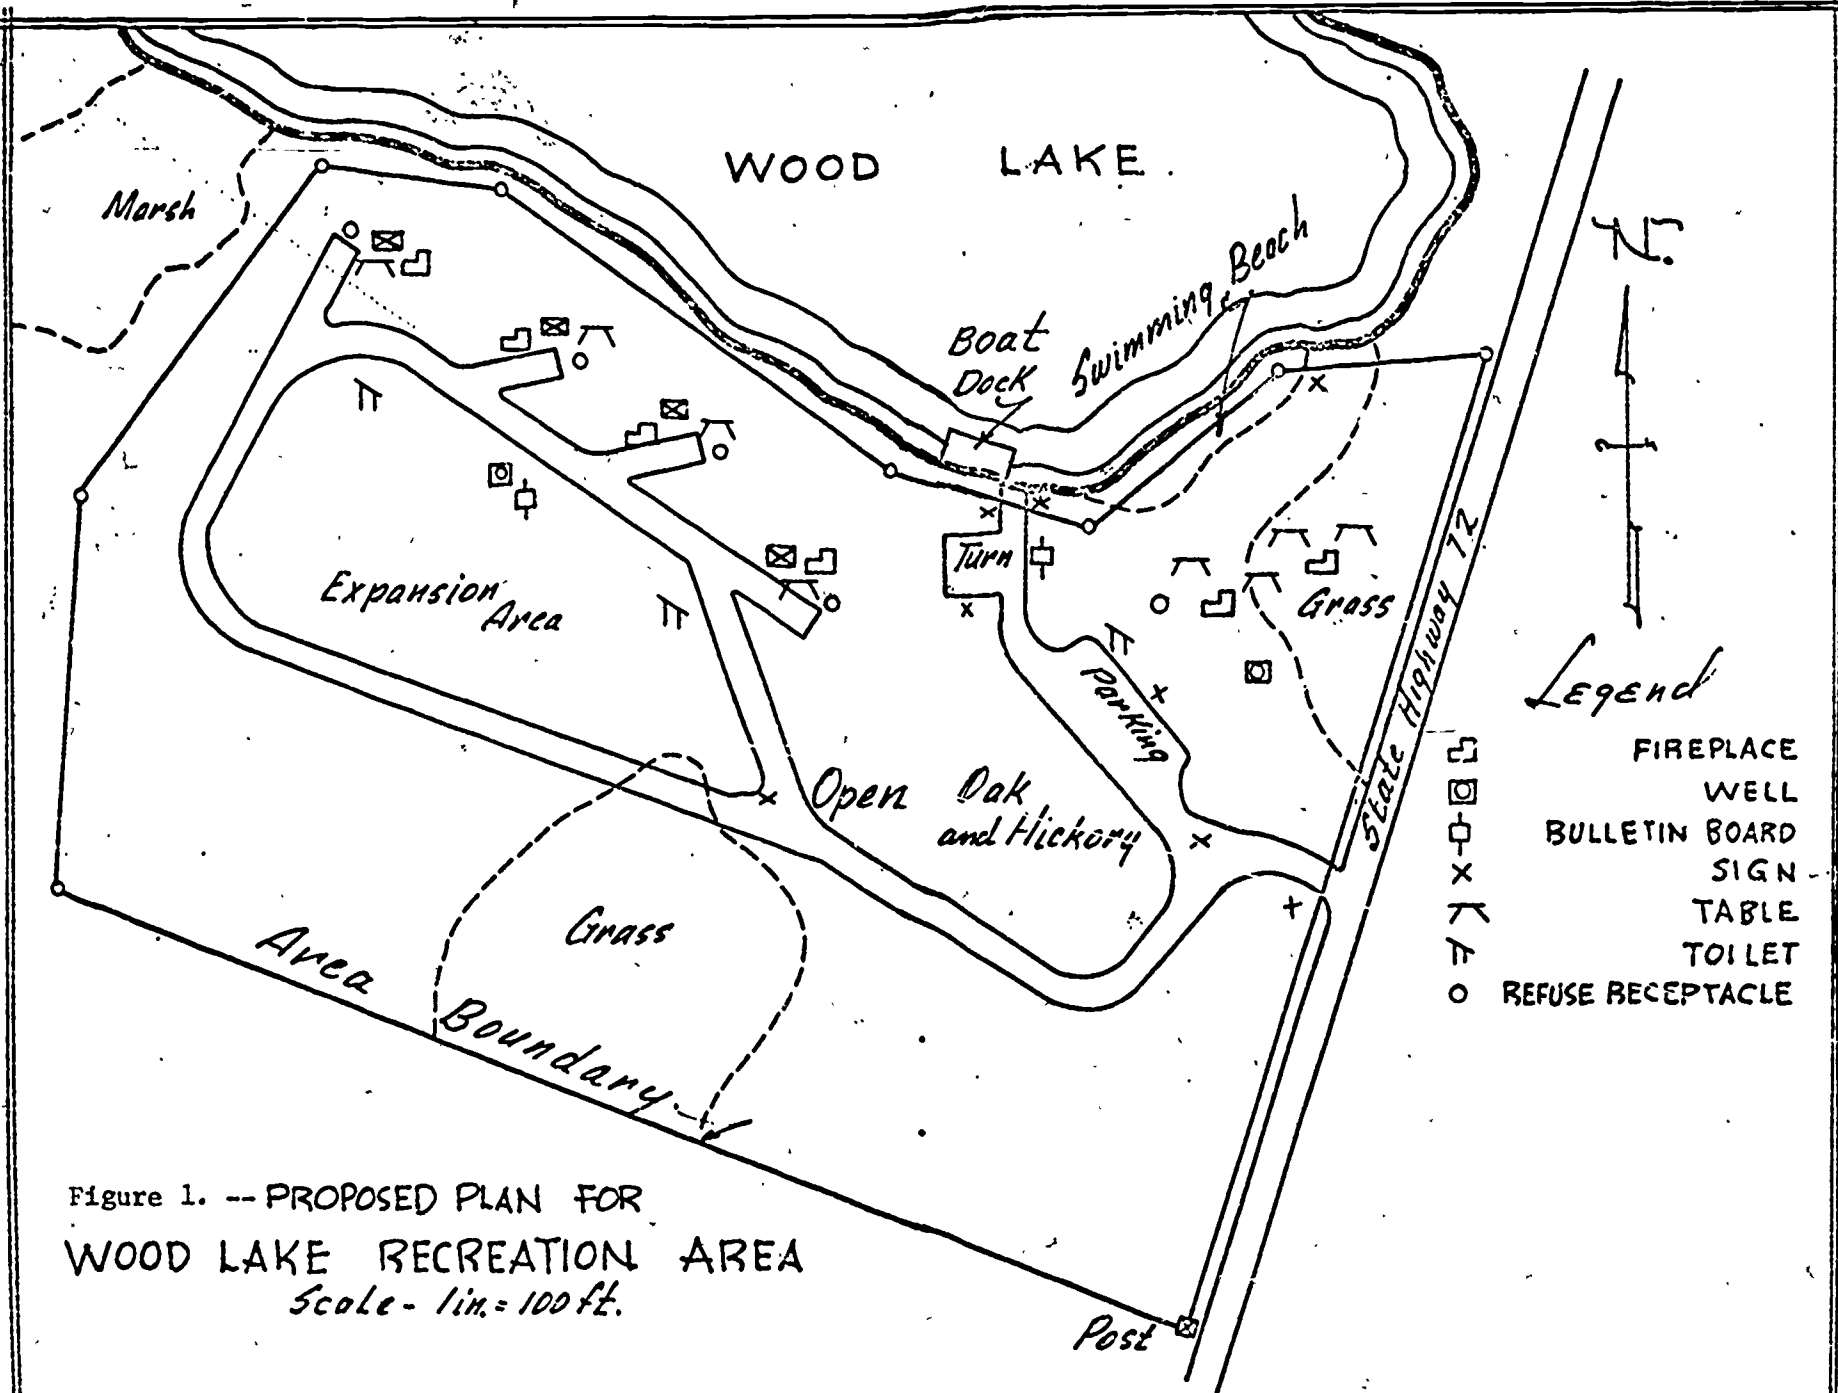 WOOD LAKE
Marsh
Swimming Beach
Boat
Dock
N.
Turn
Expansion
Area
Grass
State Highway 72
Parking
Legend
FIREPLACE
WELL
BULLETIN BOARD
SIGN
TABLE
TOILET
REFUSE RECEPTACLE
Open Oak
and Hickory
Grass
Area Boundary
Figure 1. -- PROPOSED PLAN FOR
WOOD LAKE RECREATION AREA
Scale - 1in. = 100 ft.
Post